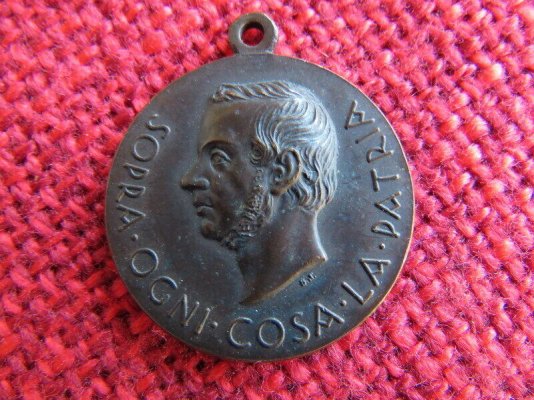 SOPRA · OGNI · COSA · LA · PATRIA